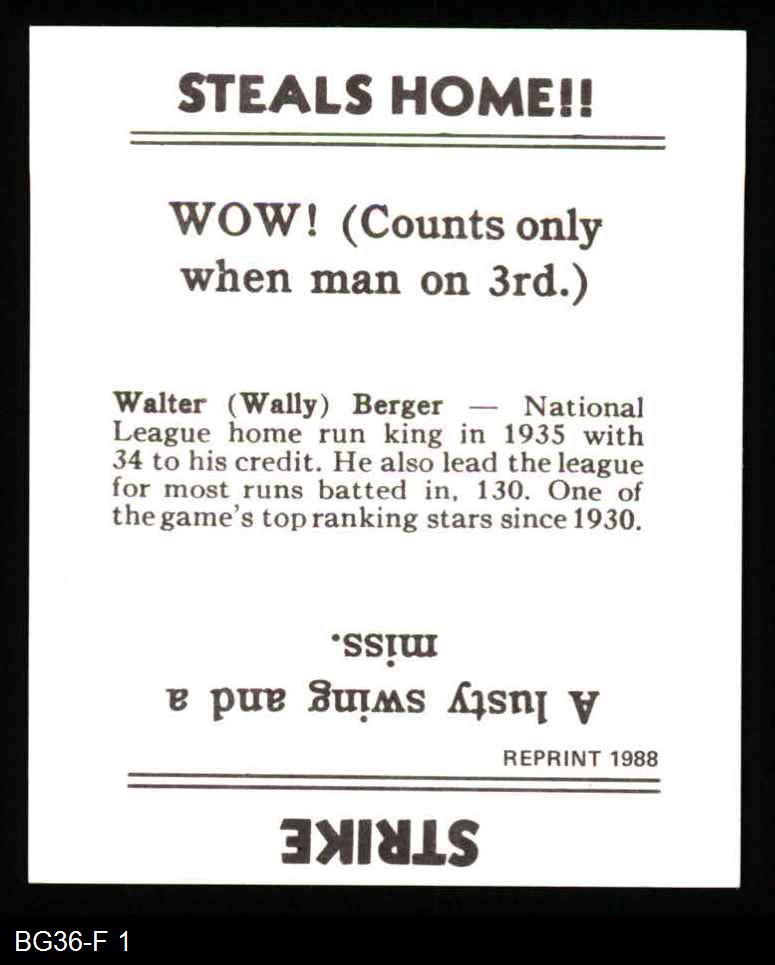 STEALS HOME!!
WOW! (Counts only
when man on 3rd.)
Walter (Wally) Berger — National
League home run king in 1935 with
34 to his credit. He also lead the league
for most runs batted in, 130. One of
the game's top ranking stars since 1930.
STRIKE
A lusty swing and a
miss.
REPRINT 1988
BG36-F 1